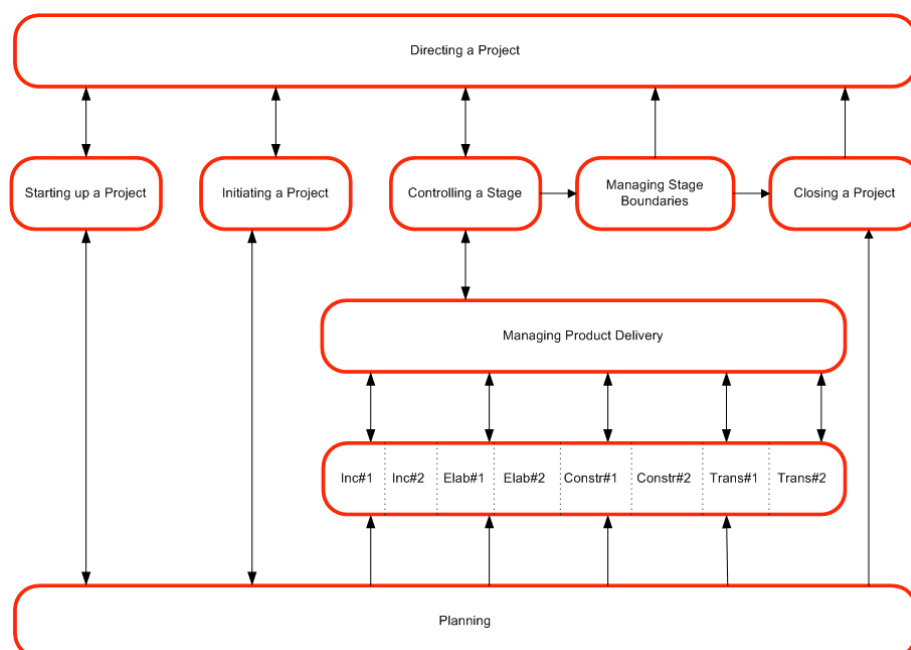 Directing a Project
Starting up a Project
Initiating a Project
Controlling a Stage
Managing Stage
Boundaries
Closing a Project
Managing Product Delivery
Inc#1
Inc#2
Elab#1
Elab#2
Constr#1
Constr#2
Trans#1
Trans#2
Planning